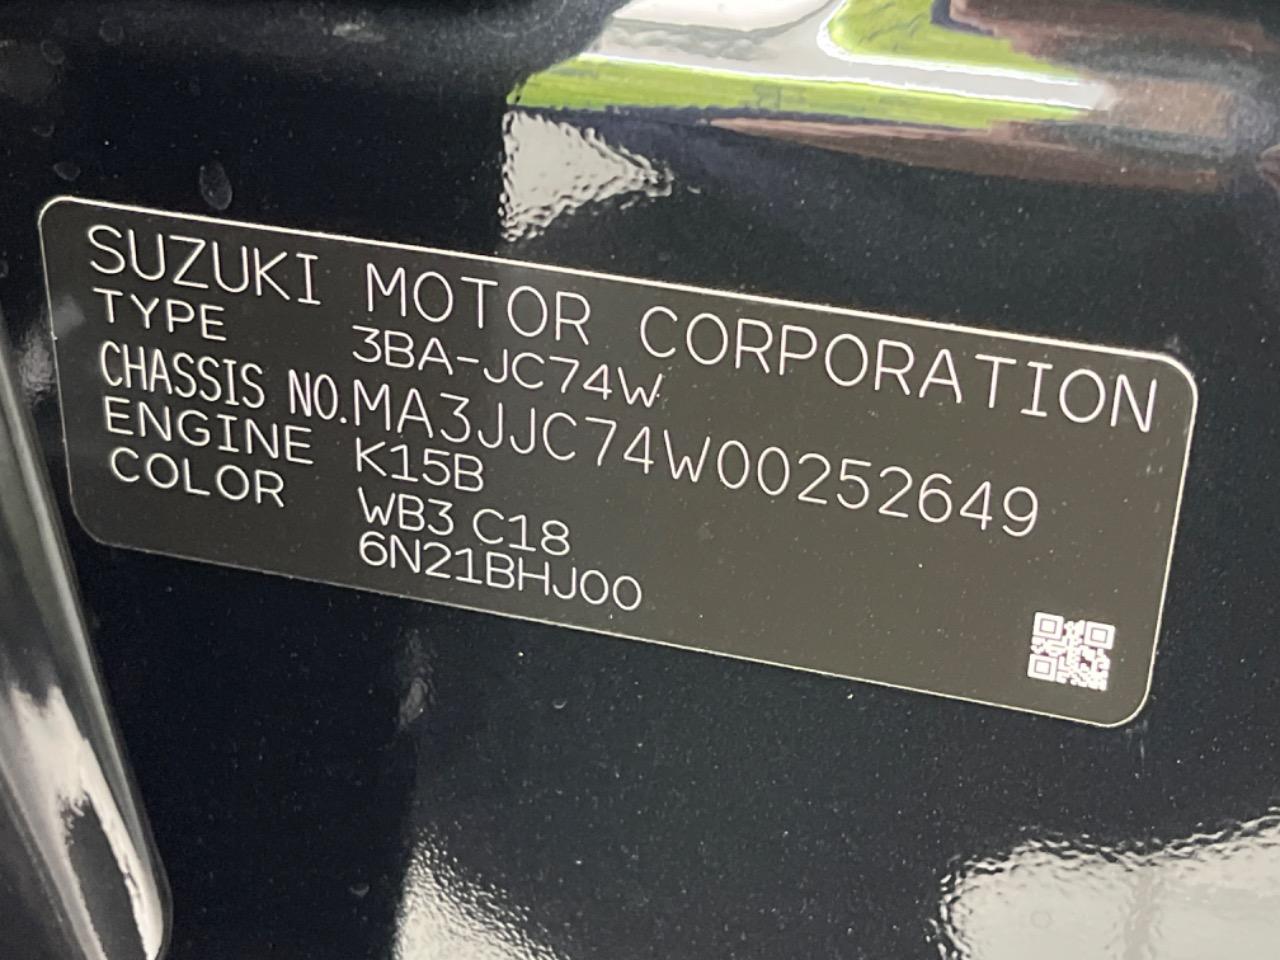 SUZUKI MOTOR CORPORATION
TYPE 3BA-JC74W
CHASSIS NO. MA3JJC74W00252649
ENGINE K15B
COLOR WB3 C18
6N21BHJ00